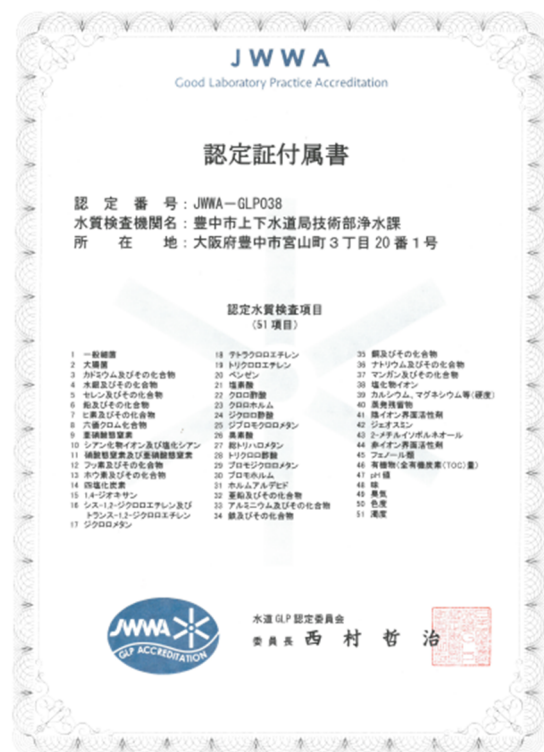 JWWA
Good Laboratory Practice Accreditation
認定証付属書
認定番号：JWWA－GLP038
水質検査機関名：豊中市上下水道局技術部浄水課
所在地：大阪府豊中市宮山町３丁目20番１号
認定水質検査項目
（51項目）
1 一般細菌
2 大腸菌
3 カドミウム及びその化合物
4 水銀及びその化合物
5 セレン及びその化合物
6 鉛及びその化合物
7 ヒ素及びその化合物
8 六価クロム化合物
9 亜硝酸態窒素
10 シアン化物イオン及び塩化シアン
11 硝酸態窒素及び亜硝酸態窒素
12 フッ素及びその化合物
13 ホウ素及びその化合物
14 四塩化炭素
15 1,4-ジオキサン
16 シス-1,2-ジクロロエチレン及び
トランス-1,2-ジクロロエチレン
17 ジクロロメタン
18 テトラクロロエチレン
19 トリクロロエチレン
20 ベンゼン
21 塩素酸
22 クロロ酢酸
23 クロロホルム
24 ジクロロ酢酸
25 ジブロモクロロメタン
26 臭素酸
27 総トリハロメタン
28 トリクロロ酢酸
29 ブロモジクロロメタン
30 ブロモホルム
31 ホルムアルデヒド
32 亜鉛及びその化合物
33 アルミニウム及びその化合物
34 鉄及びその化合物
35 銅及びその化合物
36 ナトリウム及びその化合物
37 マンガン及びその化合物
38 塩化物イオン
39 カルシウム、マグネシウム等(硬度)
40 蒸発残留物
41 陰イオン界面活性剤
42 ジェオスミン
43 2-メチルイソボルネオール
44 非イオン界面活性剤
45 フェノール類
46 有機物(全有機炭素(TOC)量)
47 pH値
48 味
49 臭気
50 色度
51 濁度
JWWA
GLP ACCREDITATION
水道GLP認定委員会
委員長 西村哲治